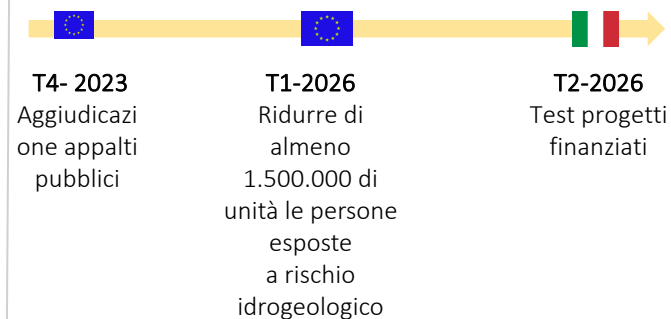 T4- 2023
Aggiudicazi
one appalti
pubblici
T1-2026
Ridurre di
almeno
1.500.000 di
unità le persone
esposte
a rischio
idrogeologico
T2-2026
Test progetti
finanziati